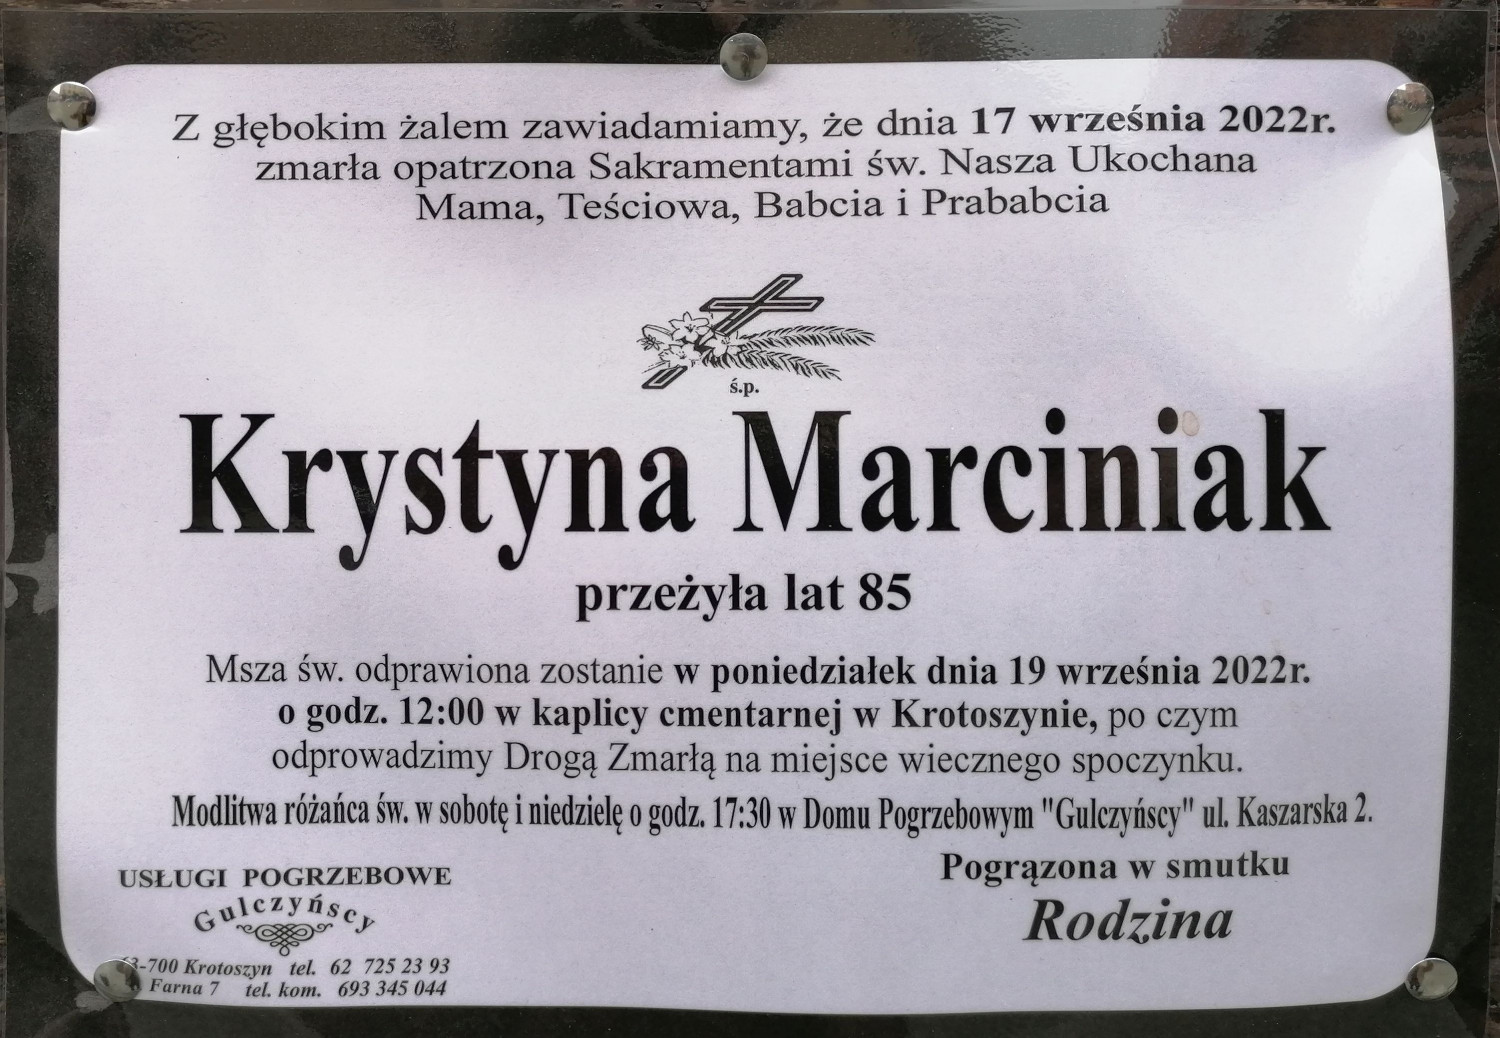 Z głębokim żalem zawiadamiamy, że dnia 17 września 2022r.
zmarła opatrzona Sakramentami św. Nasza Ukochana
Mama, Teściowa, Babcia i Prababcia
ś.p.
Krystyna Marciniak
przeżyła lat 85
Msza św. odprawiona zostanie w poniedziałek dnia 19 września 2022r.
o godz. 12:00 w kaplicy cmentarnej w Krotoszynie, po czym
odprowadzimy Drogą Zmarłą na miejsce wiecznego spoczynku.
Modlitwa różańca św. w sobotę i niedzielę o godz. 17:30 w Domu Pogrzebowym "Gulczyńscy" ul. Kaszarska 2.
Pogrązona w smutku
Rodzina
USŁUGI POGRZEBOWE
Gulczyńscy
3-700 Krotoszyn tel. 62 725 23 93
Farna 7 tel. kom. 693 345 044